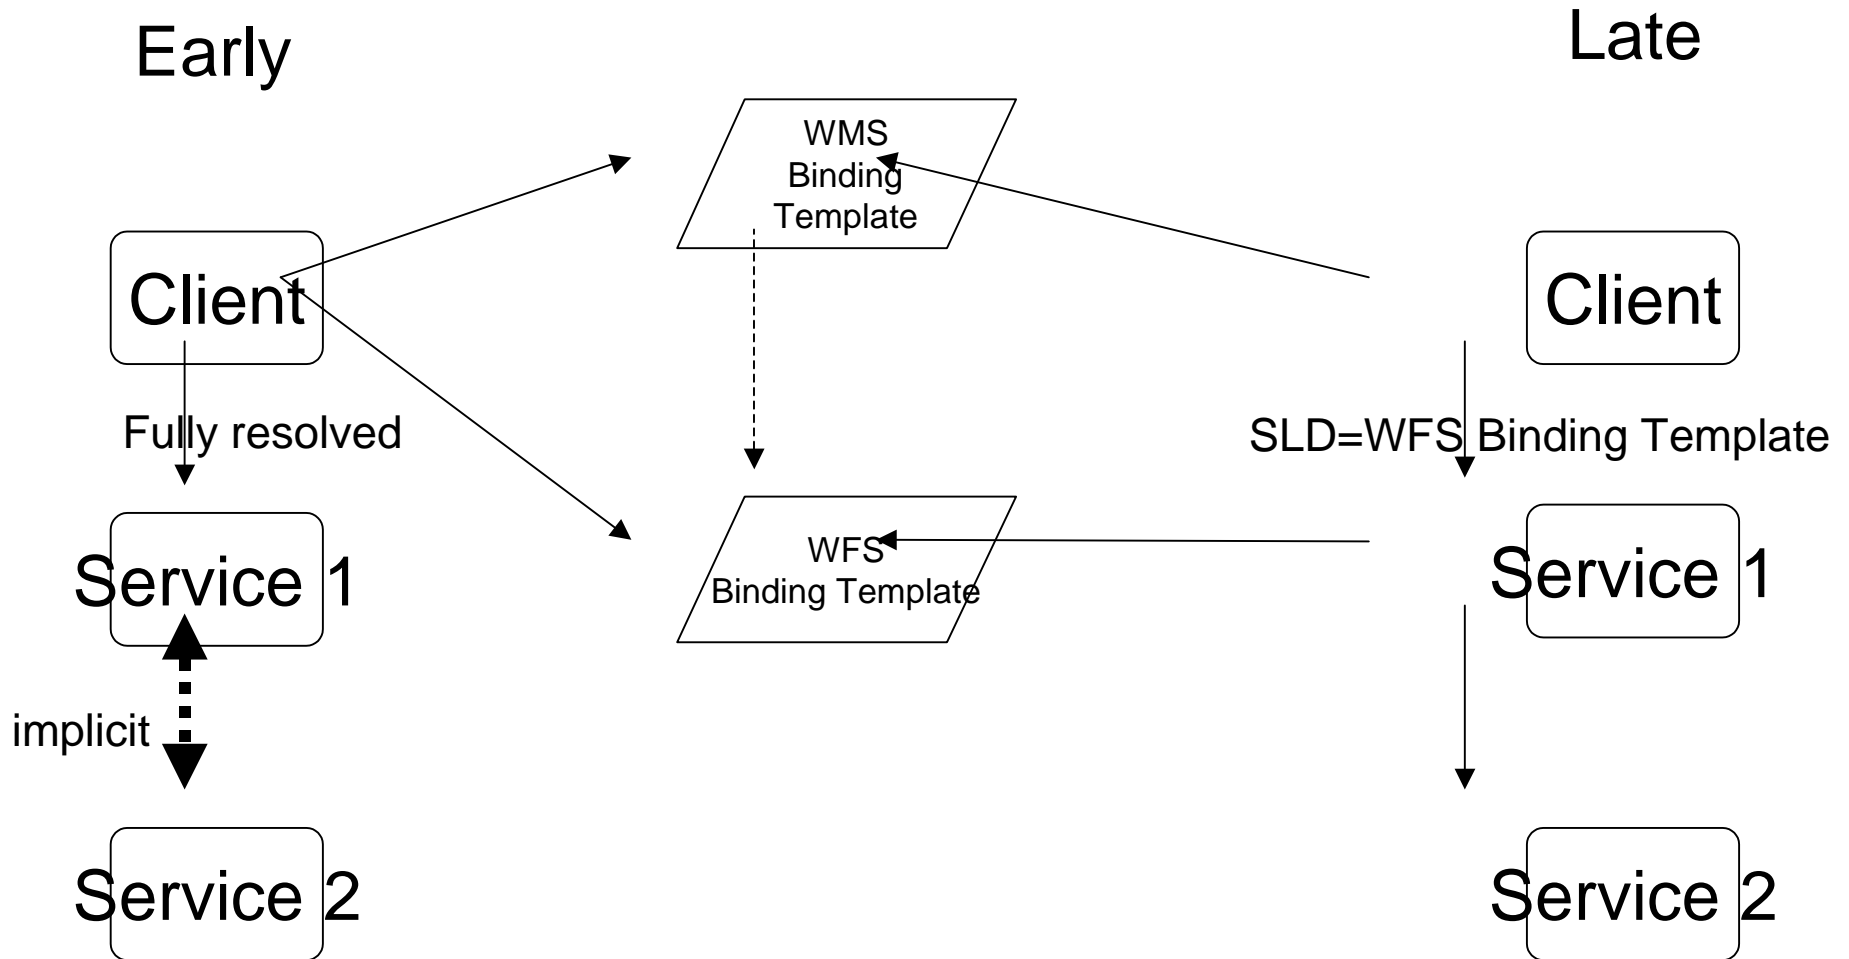 Early
Late
WMS
Binding
Template
Client
Client
Fully resolved
SLD=WFS Binding Template
WFS
Binding Template
Service 1
Service 1
implicit
Service 2
Service 2